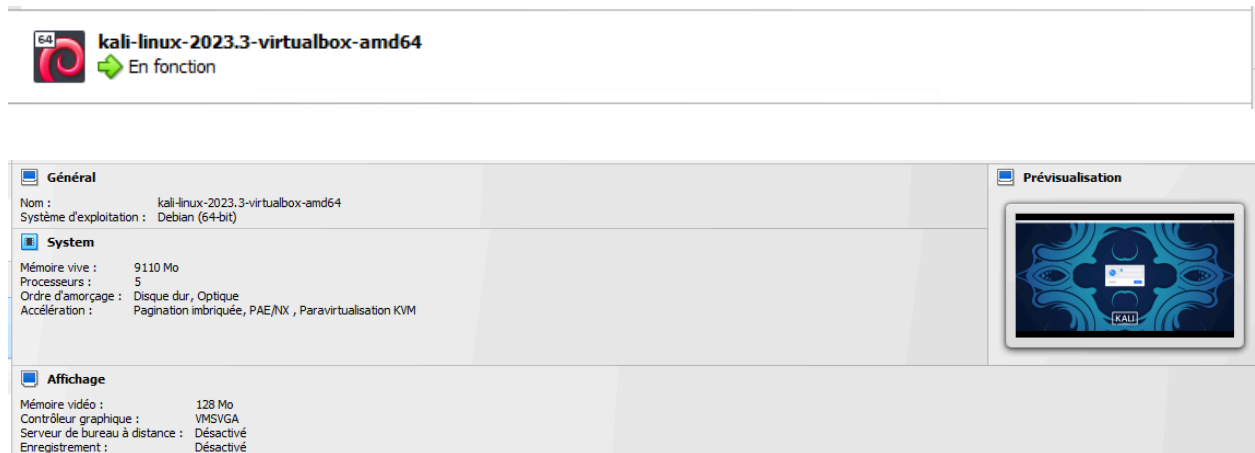 64
kali-linux-2023.3-virtualbox-amd64
En fonction
Général
Nom : kali-linux-2023.3-virtualbox-amd64
Système d'exploitation : Debian (64-bit)
System
Mémoire vive : 9110 Mo
Processeurs : 5
Ordre d'amorçage : Disque dur, Optique
Accélération : Pagination imbriquée, PAE/NX , Paravirtualisation KVM
Prévisualisation
KALI
Affichage
Mémoire vidéo : 128 Mo
Contrôleur graphique : VMSVGA
Serveur de bureau à distance : Désactivé
Enregistrement : Désactivé